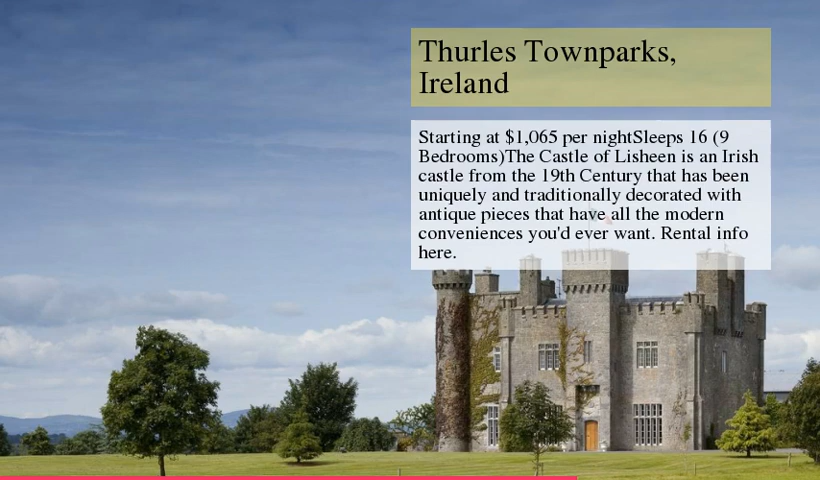 Thurles Townparks,
Ireland
Starting at $1,065 per nightSleeps 16 (9
Bedrooms)The Castle of Lisheen is an Irish
castle from the 19th Century that has been
uniquely and traditionally decorated with
antique pieces that have all the modern
conveniences you'd ever want. Rental info
here.